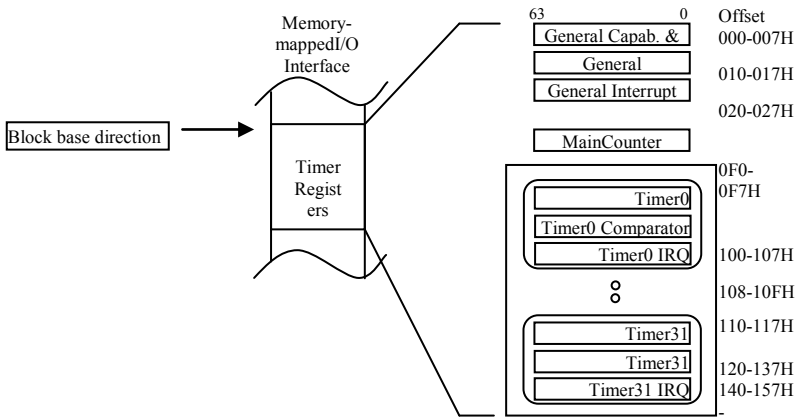 Memory-
mappedI/O
Interface
Block base direction
Timer
Regist
ers
63 0 Offset
General Capab. & 000-007H
General 010-017H
General Interrupt 020-027H
MainCounter
0F0-
0F7H
Timer0
Timer0 Comparator
Timer0 IRQ 100-107H
108-10FH
110-117H
Timer31
Timer31 120-137H
Timer31 IRQ 140-157H
-